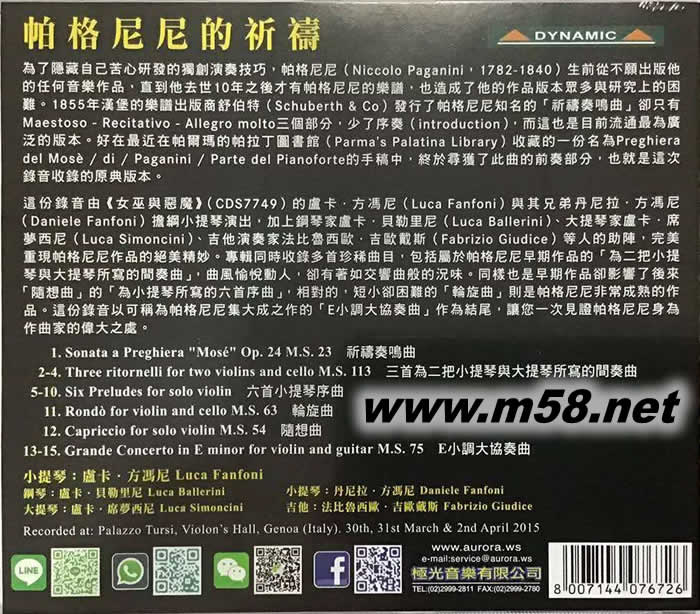 帕格尼尼的祈禱
DYNAMIC
為了隱藏自己苦心研發的獨創演奏技巧，帕格尼尼（Niccolo Paganini，1782-1840）生前從不願出版他
的任何音樂作品，直到他去世10年之後才有帕格尼尼的樂譜，也造成了他的作品版本眾多與研究上的困
難。1855年漢堡的樂譜出版商舒伯特（Schuberth & Co）發行了帕格尼尼知名的「祈禱奏鳴曲」卻只有
Maestoso - Recitativo - Allegro molto三個部分，少了序奏（introduction），而這也是目前流通最為廣
泛的版本。好在最近在帕爾瑪的帕拉丁圖書館（Parma's Palatina Library）收藏的一份名為Preghiera
del Mosè / di / Paganini / Parte del Pianoforte的手稿中，終於尋獲了此曲的前奏部分，也就是這次
錄音收錄的原典版本。
這份錄音由《女巫與惡魔》（CDS7749）的盧卡．方馮尼（Luca Fanfoni）與其兄弟丹尼拉．方馮尼
（Daniele Fanfoni）擔綱小提琴演出，加上鋼琴家盧卡．貝勒里尼（Luca Ballerini）、大提琴家盧卡．席
夢西尼（Luca Simoncini）、吉他演奏家法比魯西歐．吉歐戴斯（Fabrizio Giudice）等人的助陣，完美
重現帕格尼尼作品的絕美精妙。專輯同時收錄多首珍稀曲目，包括屬於帕格尼尼早期作品的「為二把小提
琴與大提琴所寫的間奏曲」，曲風愉悅動人，卻有著如交響曲般的況味。同樣也是早期作品卻影響了後來
「隨想曲」的「為小提琴所寫的六首序曲」，相對的，短小卻困難的「輪旋曲」則是帕格尼尼非常成熟的作
品。這份錄音以可稱為帕格尼尼集大成之作的「E小調大協奏曲」作為結尾，讓您一次見證帕格尼尼身為
作曲家的偉大之處。
1. Sonata a Preghiera "Mosé" Op. 24 M.S. 23 祈禱奏鳴曲
2-4. Three ritornelli for two violins and cello M.S. 113 三首為二把小提琴與大提琴所寫的間奏曲
5-10. Six Preludes for solo violin 六首小提琴序曲
11. Rondò for violin and cello M.S. 63 輪旋曲
12. Capriccio for solo violin M.S. 54 隨想曲
13-15. Grande Concerto in E minor for violin and guitar M.S. 75 E小調大協奏曲
www.m58.net
小提琴：盧卡．方馮尼 Luca Fanfoni
鋼琴：盧卡．貝勒里尼 Luca Ballerini 小提琴：丹尼拉．方馮尼 Daniele Fanfoni
大提琴：盧卡．席夢西尼 Luca Simoncini 吉他：法比魯西歐．吉歐戴斯 Fabrizio Giudice
Recorded at: Palazzo Tursi, Violon's Hall, Genoa (Italy). 30th, 31st March & 2nd April 2015
LINE
www.aurora.ws
e-mail:service@aurora.ws
極光音樂有限公司
TEL:(02)2999-2811 FAX:(02)2999-2780
8 007144 076726